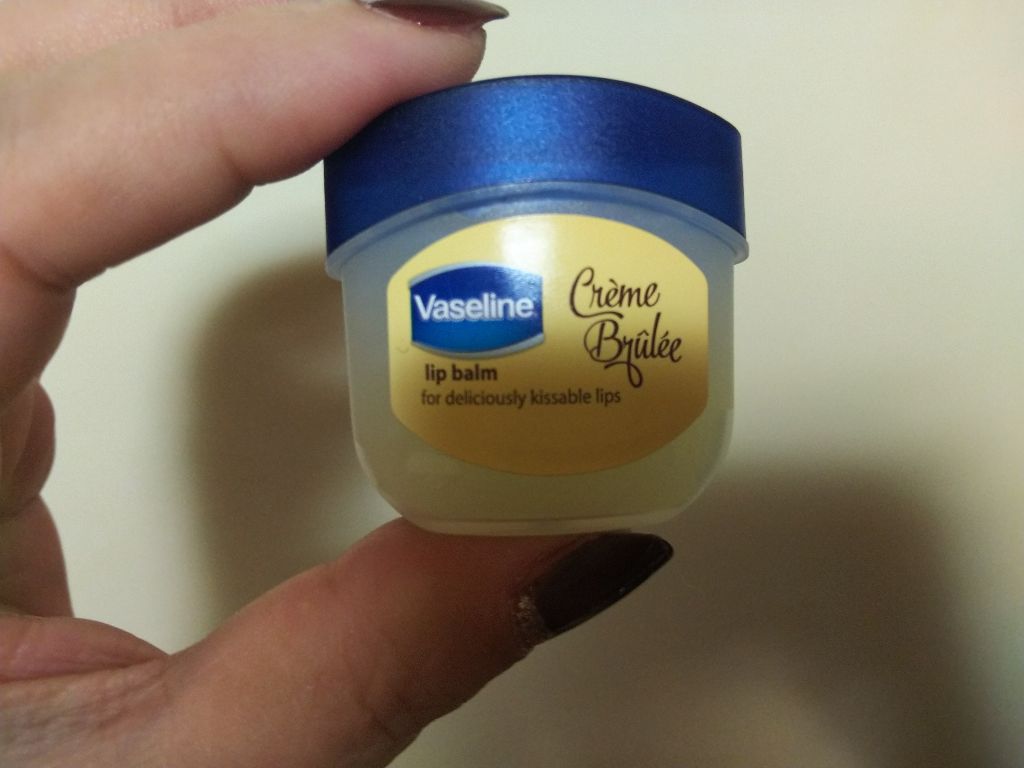 Vaseline
Crème
Brûlée
lip balm
for deliciously kissable lips